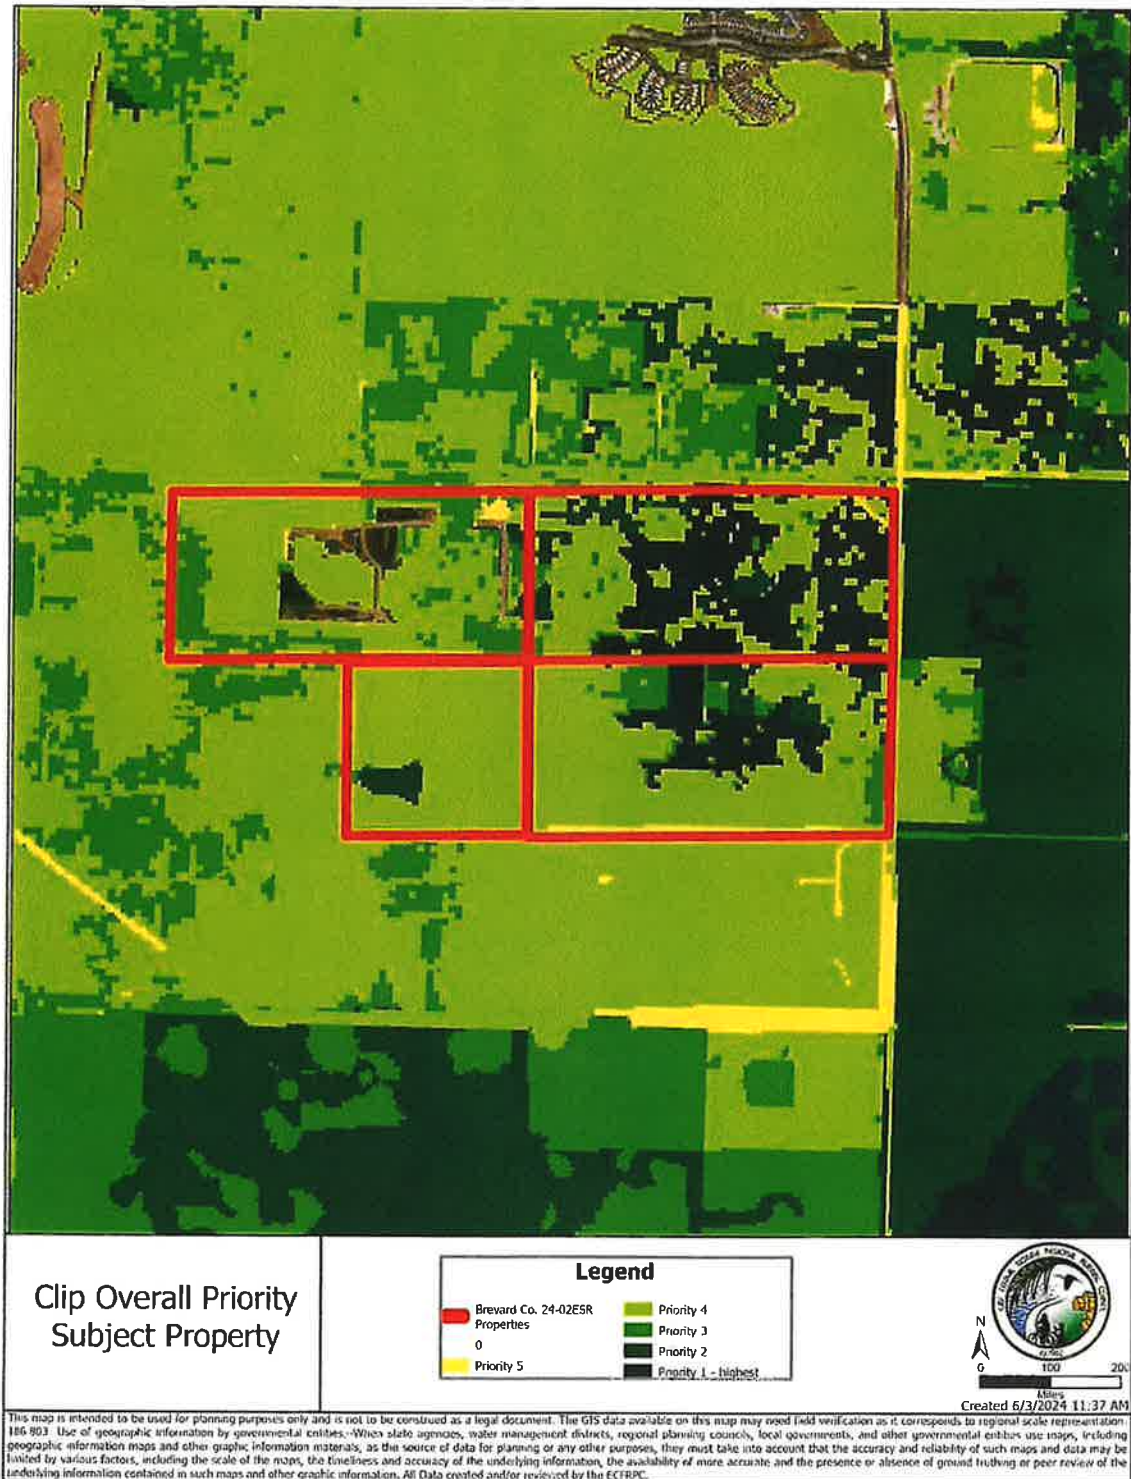 Clip Overall Priority
Subject Property
Legend
Brevard Co. 24-02ESR
Properties
0
Priority 5
Priority 4
Priority 3
Priority 2
Priority 1 - highest
N
0 100 200
Miles
Created 6/3/2024 11:37 AM
This map is intended to be used for planning purposes only and is not to be construed as a legal document. The GIS data available on this map may need field verification as it corresponds to regional scale representation.
186 803 Use of geographic information by governmental entities.--When state agencies, water management districts, regional planning councils, local governments, and other governmental entities use maps, including
geographic information maps and other graphic information materials, as the source of data for planning or any other purposes, they must take into account that the accuracy and reliability of such maps and data may be
limited by various factors, including the scale of the maps, the timeliness and accuracy of the underlying information, the availability of more accurate and the presence or absence of ground truthing or peer review of the
underlying information contained in such maps and other graphic information. All Data created and/or reviewed by the ECFRPC.